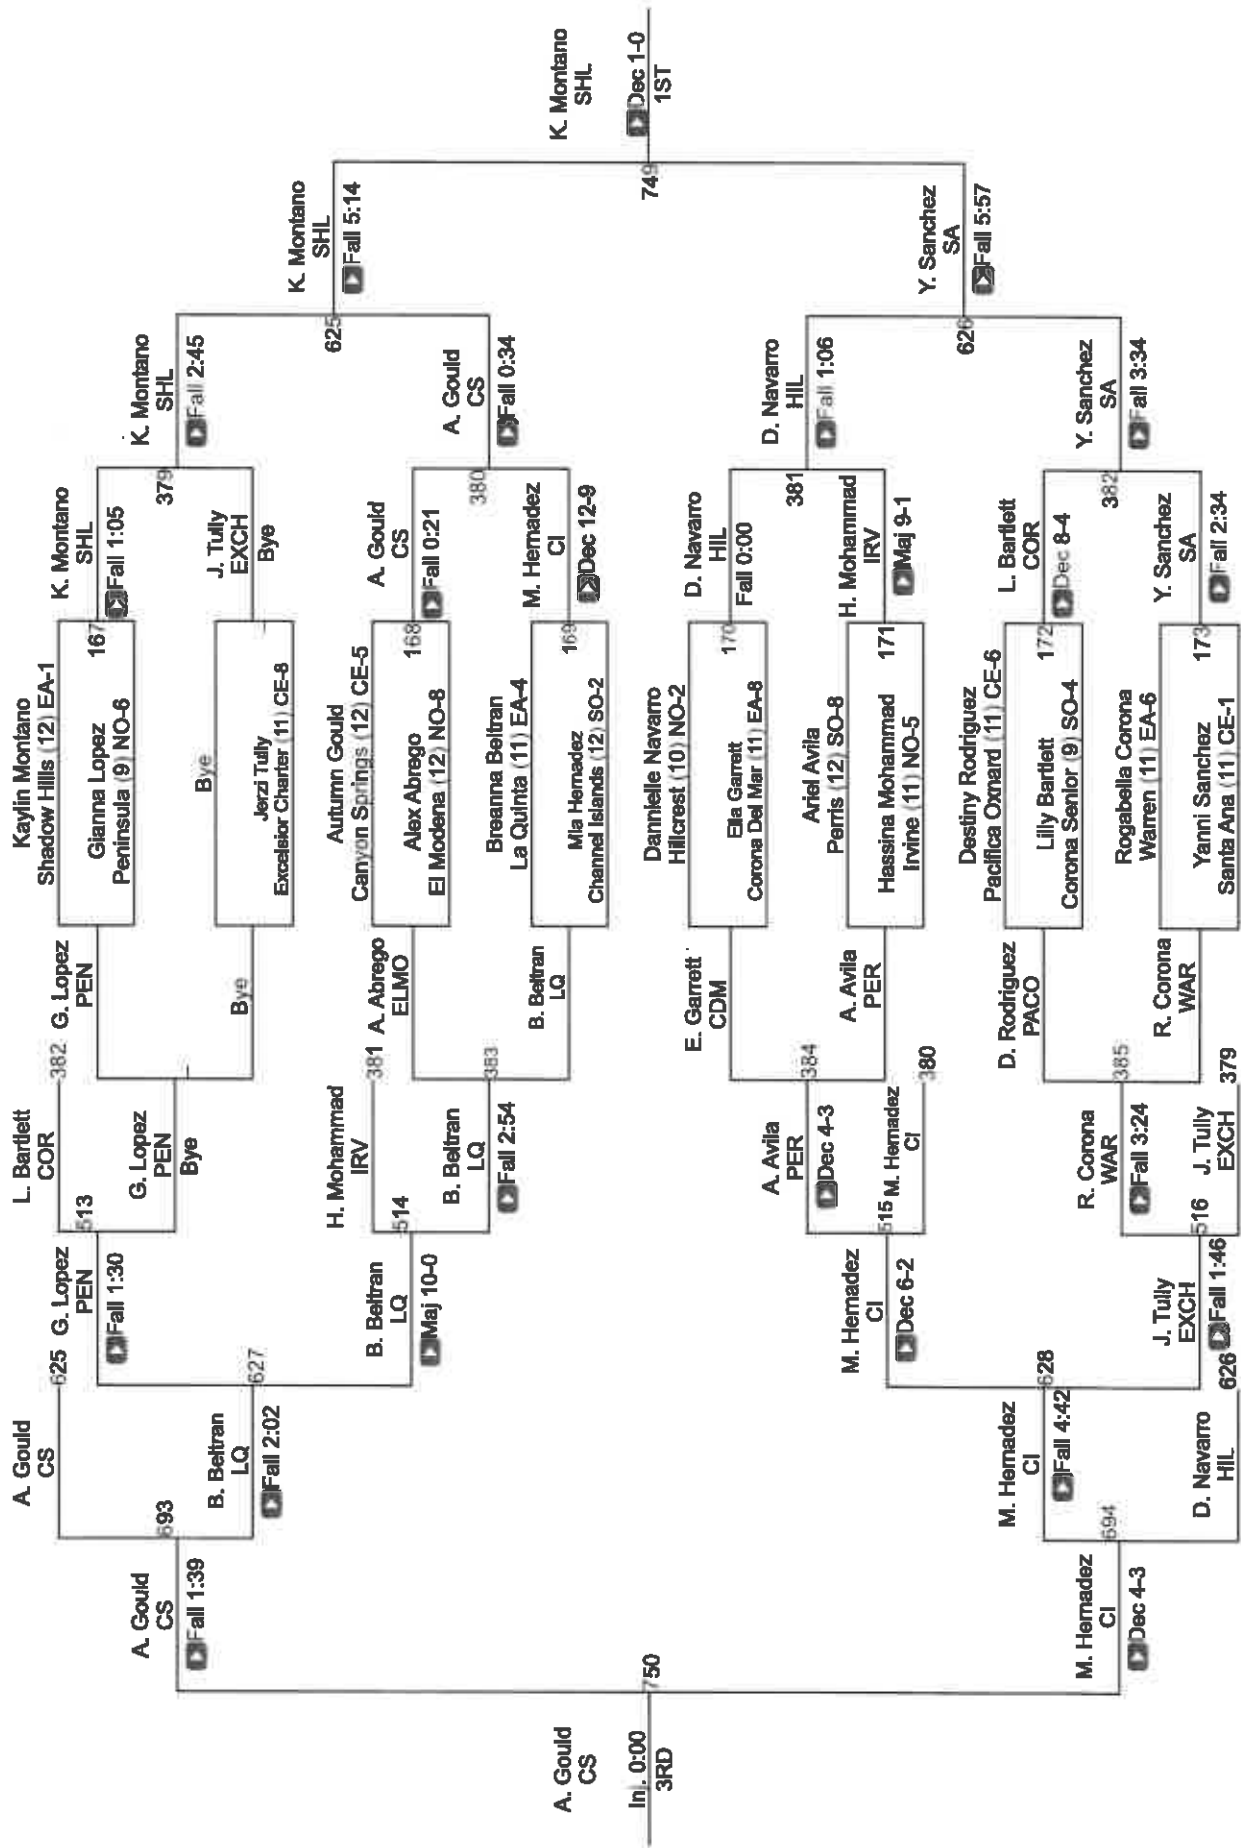 Kaylin Montano
Shadow Hills (12) EA-1
Gianna Lopez
Peninsula (9) NO-6
167
Bye
Jerzi Tully
Excelsior Charter (11) CE-8
Autumn Gould
Canyon Springs (12) CE-5
Alex Abrego
El Modena (12) NO-8
168
Breanna Beltran
La Quinta (11) EA-4
Mia Hernadez
Channel Islands (12) SO-2
169
Dannielle Navarro
Hillcrest (10) NO-2
Ella Garrett
Corona Del Mar (11) EA-8
170
Ariel Avila
Perris (12) SO-8
Hassina Mohammad
Irvine (11) NO-5
171
Destiny Rodriguez
Pacifica Oxnard (11) CE-6
Lilly Bartlett
Corona Senior (9) SO-4
172
Rogabella Corona
Warren (11) EA-6
Yanni Sanchez
Santa Ana (11) CE-1
173
K. Montano
SHL
Fall 1:05
J. Tully
EXCH
Bye
A. Gould
CS
Fall 0:21
M. Hernadez
CI
Dec 12-9
D. Navarro
HIL
Fall 0:00
H. Mohammad
IRV
Maj 9-1
L. Bartlett
COR
Dec 8-4
Y. Sanchez
SA
Fall 2:34
379
K. Montano
SHL
Fall 2:45
380
A. Gould
CS
Fall 0:34
381
D. Navarro
HIL
Fall 1:06
382
Y. Sanchez
SA
Fall 3:34
625
K. Montano
SHL
Fall 5:14
626
Y. Sanchez
SA
Fall 5:57
749
K. Montano
SHL
Dec 1-0
1ST
G. Lopez
PEN
Bye
A. Abrego
ELMO
B. Beltran
LQ
383
E. Garrett
CDM
A. Avila
PER
384
D. Rodriguez
PACO
R. Corona
WAR
385
L. Bartlett
COR
382
G. Lopez
PEN
Bye
513
H. Mohammad
IRV
381
B. Beltran
LQ
Fall 2:54
514
A. Avila
PER
Dec 4-3
M. Hernadez
CI
380
515
R. Corona
WAR
Fall 3:24
J. Tully
EXCH
379
516
G. Lopez
PEN
Fall 1:30
B. Beltran
LQ
Maj 10-0
627
M. Hernadez
CI
Dec 6-2
J. Tully
EXCH
Fall 1:46
628
A. Gould
CS
625
B. Beltran
LQ
Fall 2:02
693
M. Hernadez
CI
Fall 4:42
D. Navarro
HIL
626
694
A. Gould
CS
Fall 1:39
M. Hernadez
CI
Dec 4-3
750
A. Gould
CS
Inj. 0:00
3RD